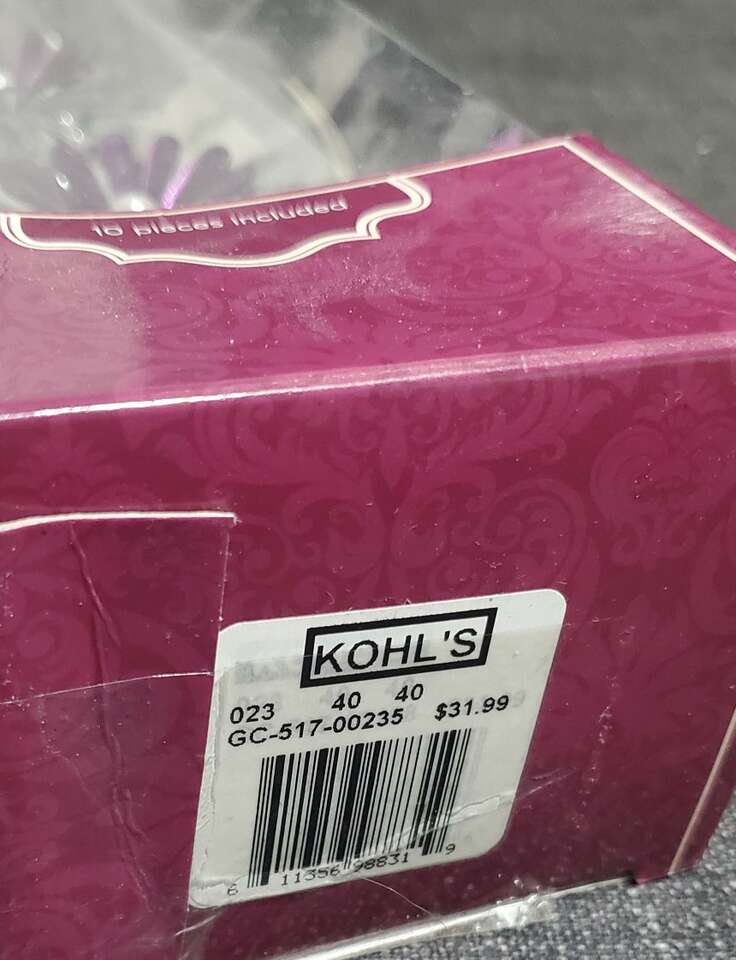 10 pieces included
KOHL'S
023 40 40
GC-517-00235 $31.99
6 11356 98831 9